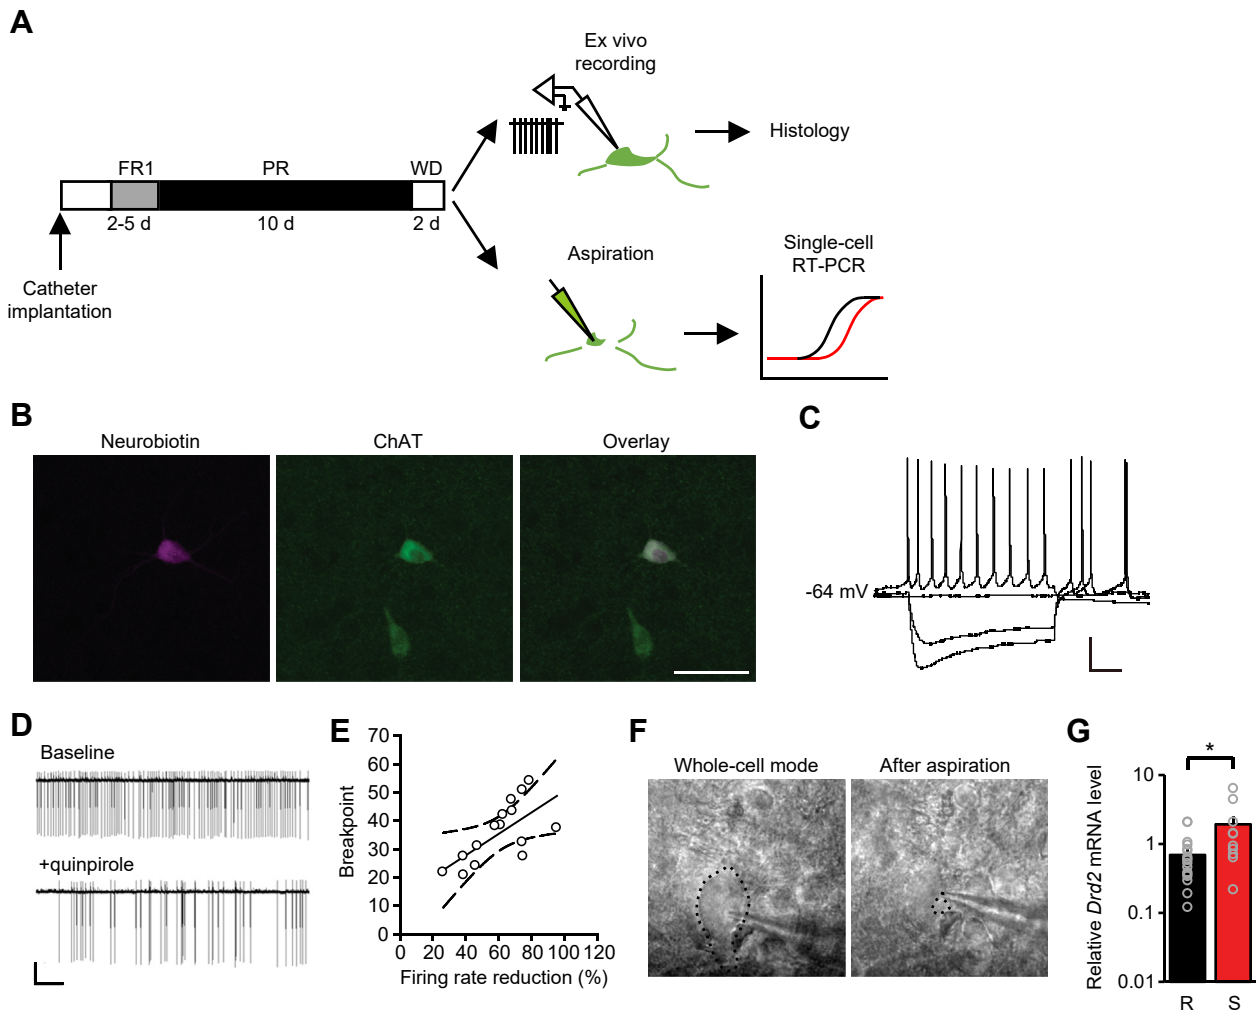 A
Ex vivo
recording
Histology
FR1
PR
WD
2-5 d
10 d
2 d
Catheter
implantation
Aspiration
Single-cell
RT-PCR
B
Neurobiotin
ChAT
Overlay
C
-64 mV
D
Baseline
+quinpirole
E
Breakpoint
70
60
50
40
30
20
10
0
0
20
40
60
80
100
120
Firing rate reduction (%)
F
Whole-cell mode
After aspiration
G
Relative Drd2 mRNA level
*
10
1
0.1
0.01
R
S